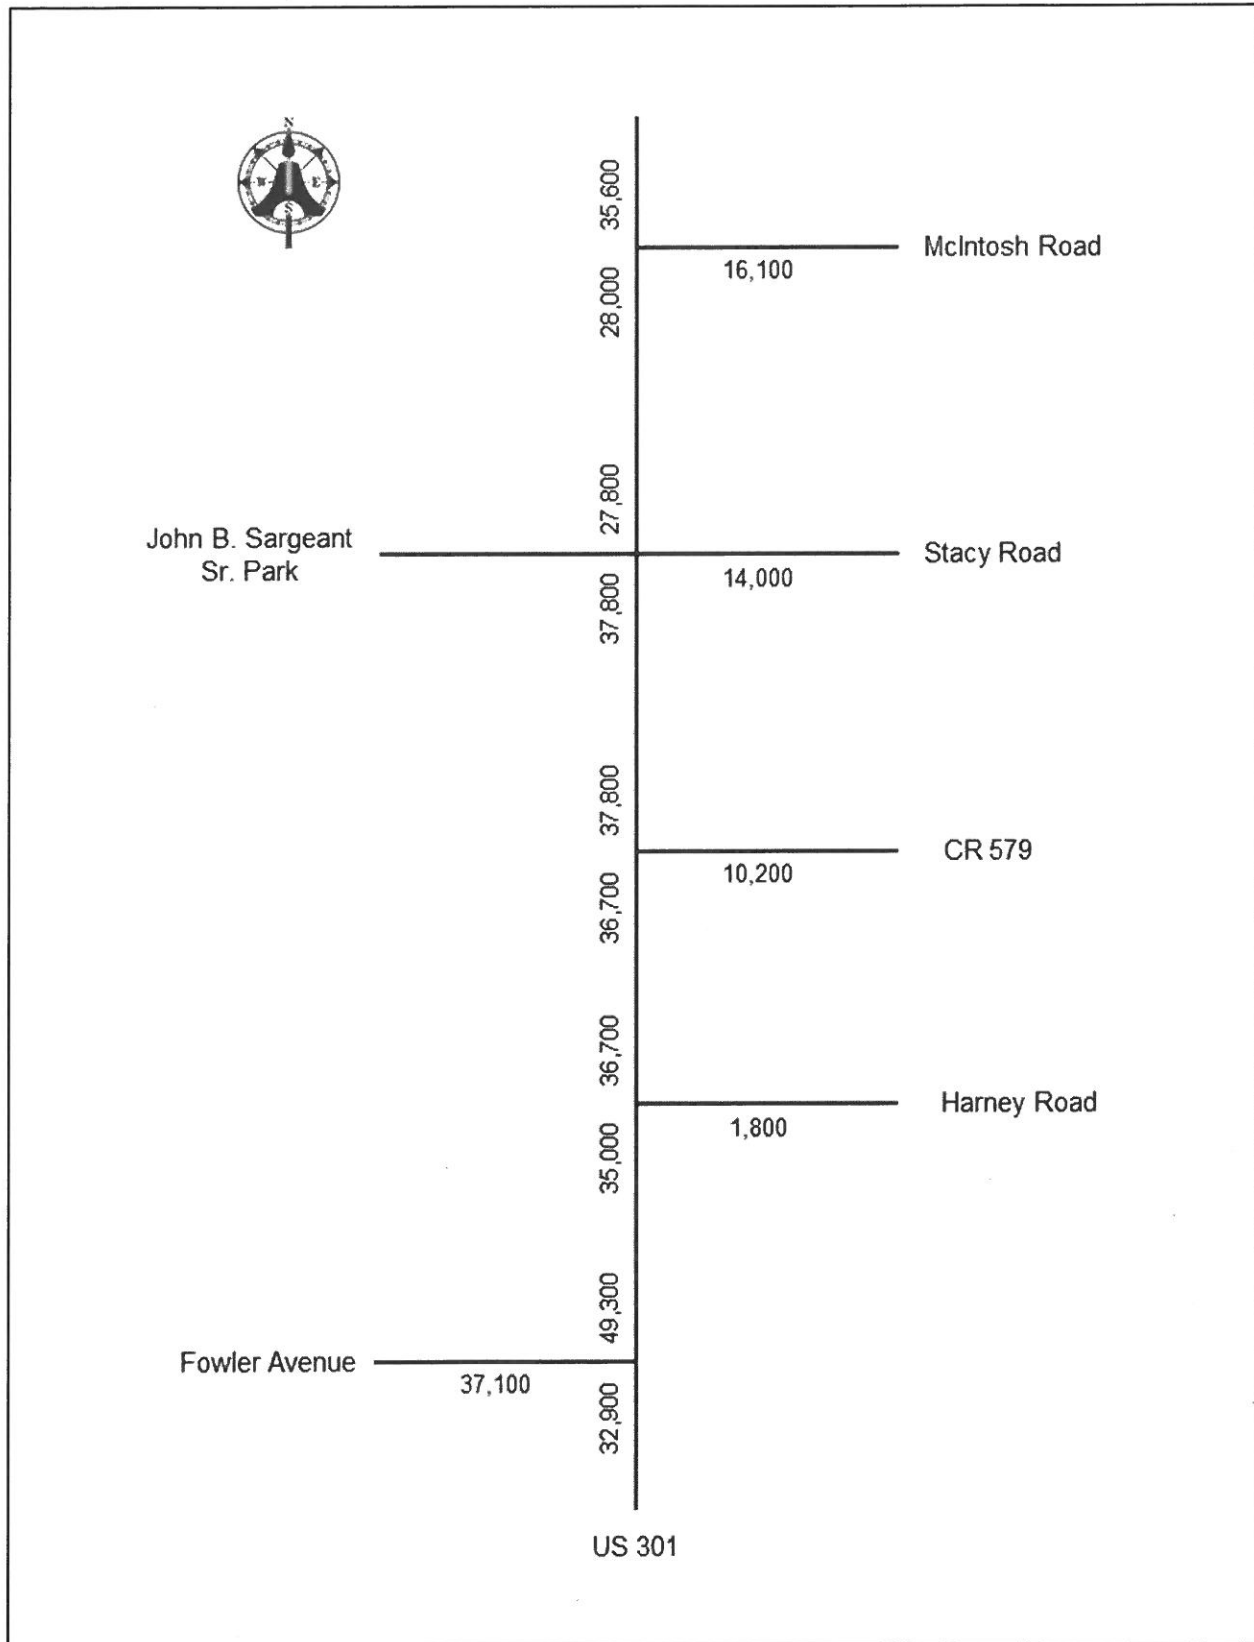 N
W
E
S
35,600
McIntosh Road
16,100
28,000
27,800
John B. Sargeant
Sr. Park
Stacy Road
14,000
37,800
37,800
CR 579
10,200
36,700
36,700
Harney Road
1,800
35,000
49,300
Fowler Avenue
37,100
32,900
US 301